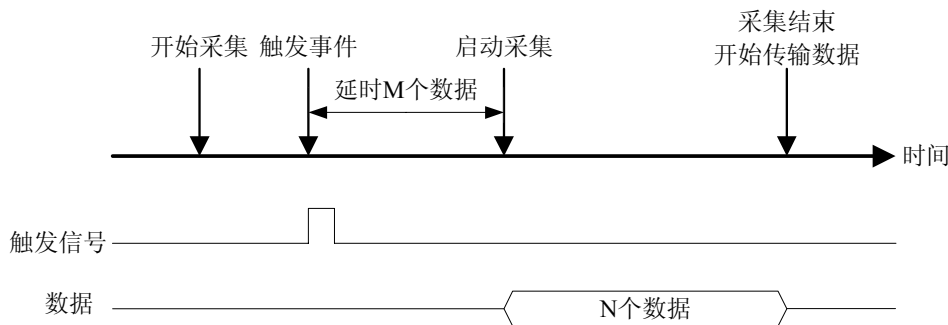 开始采集 触发事件 启动采集 采集结束
开始传输数据
延时M个数据
时间
触发信号
数据 N个数据